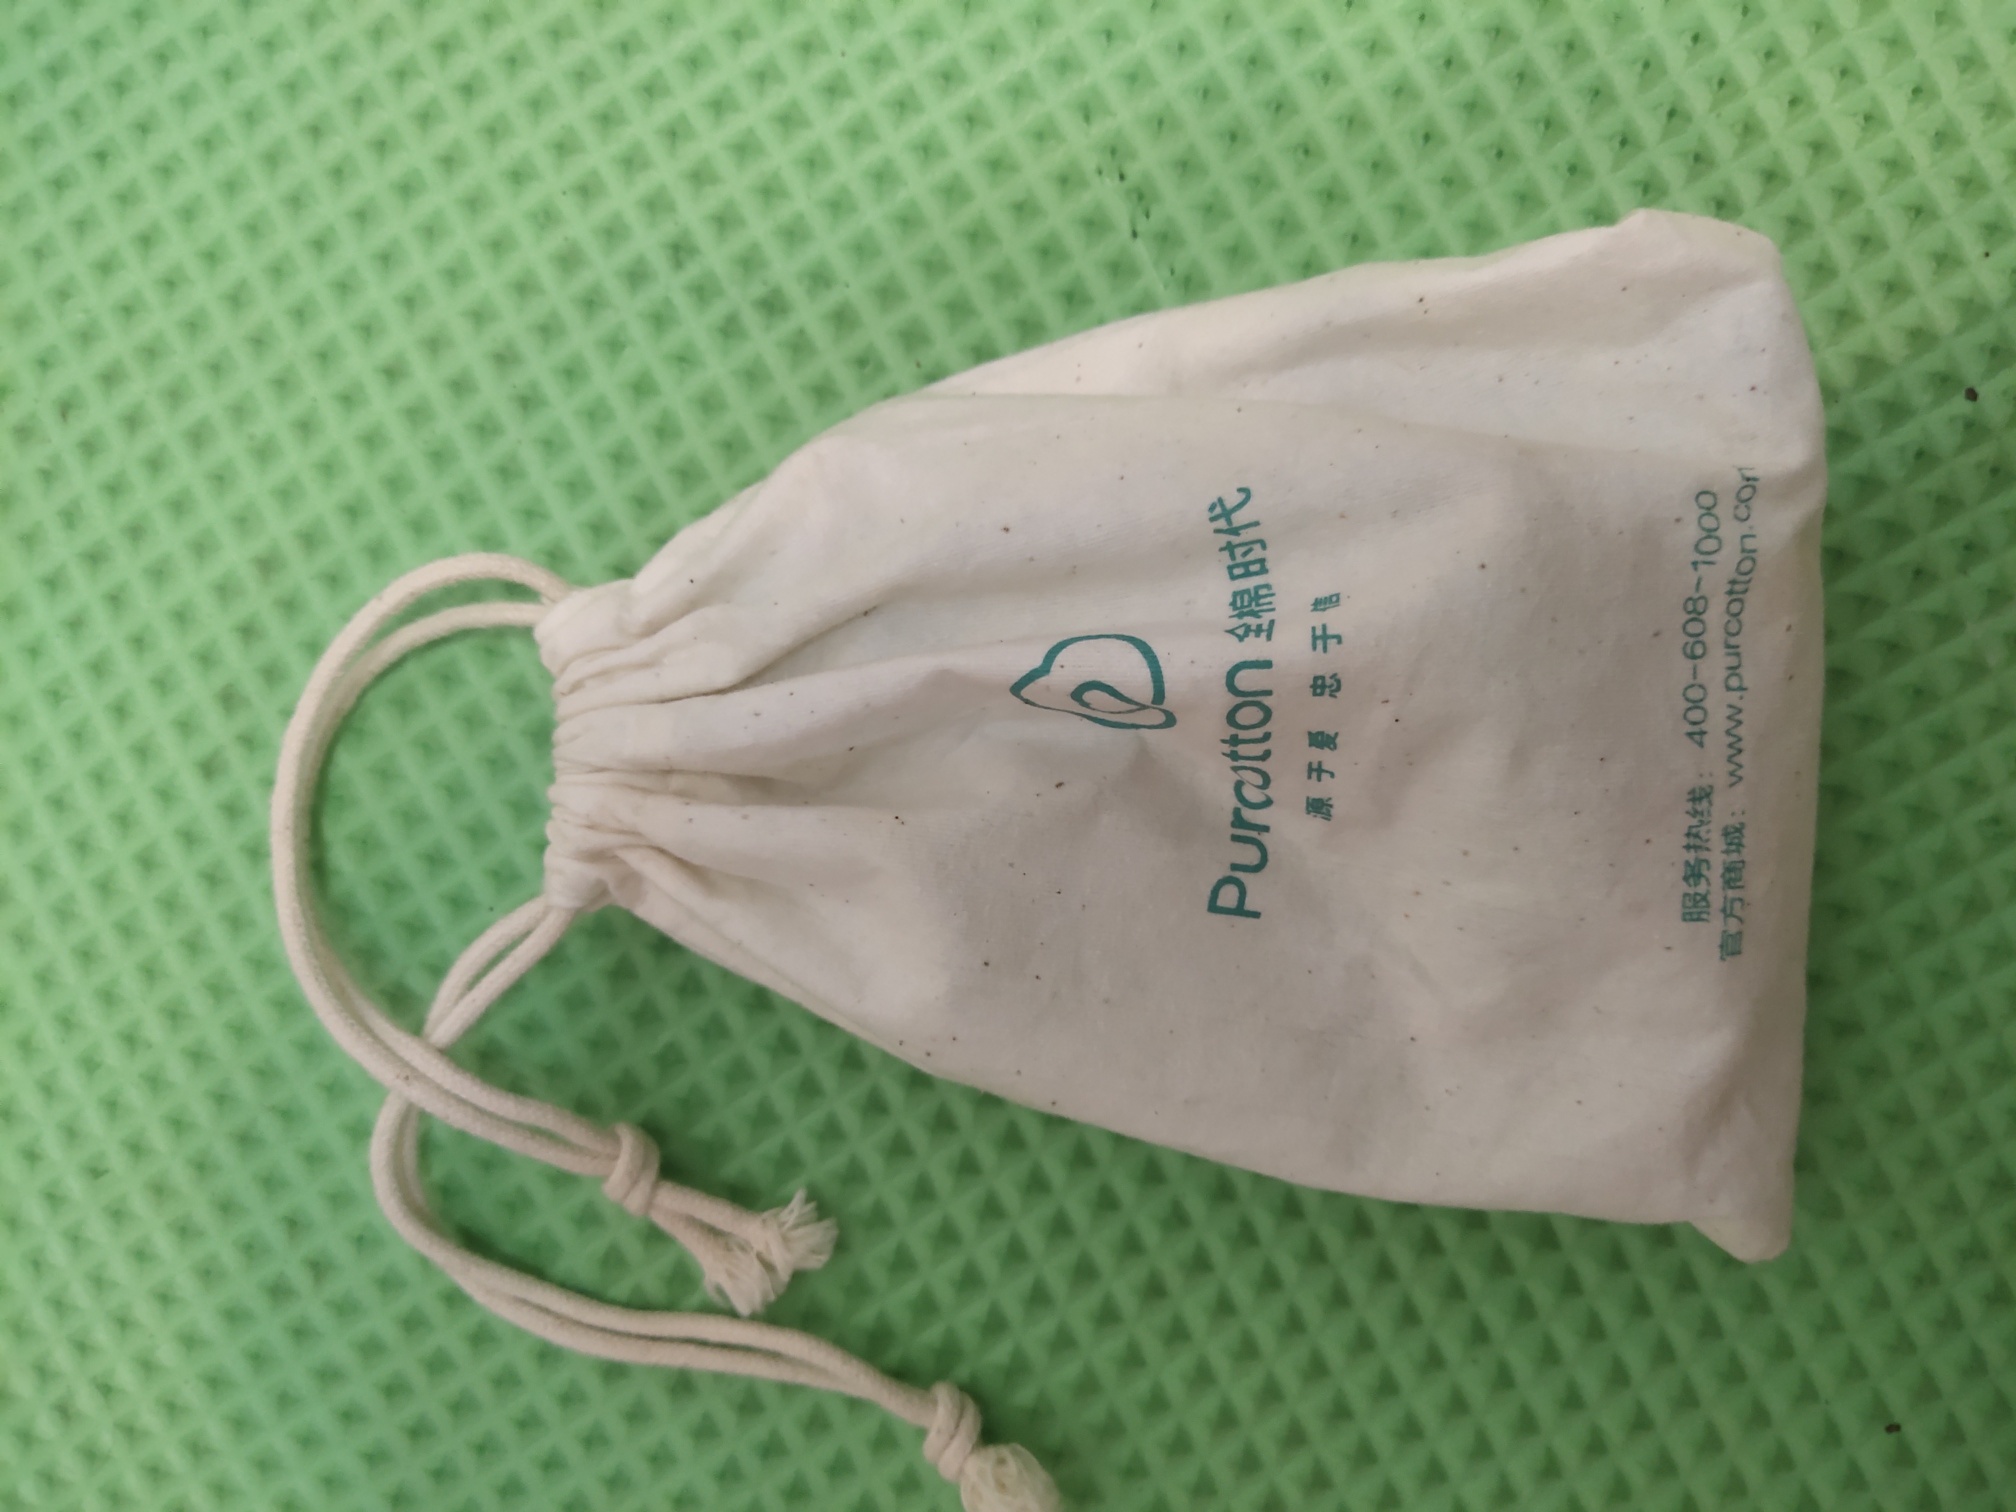 Purcotton 全棉时代
源于爱 忠于信
服务热线：400-608-1000
官方商城：www.purcotton.com